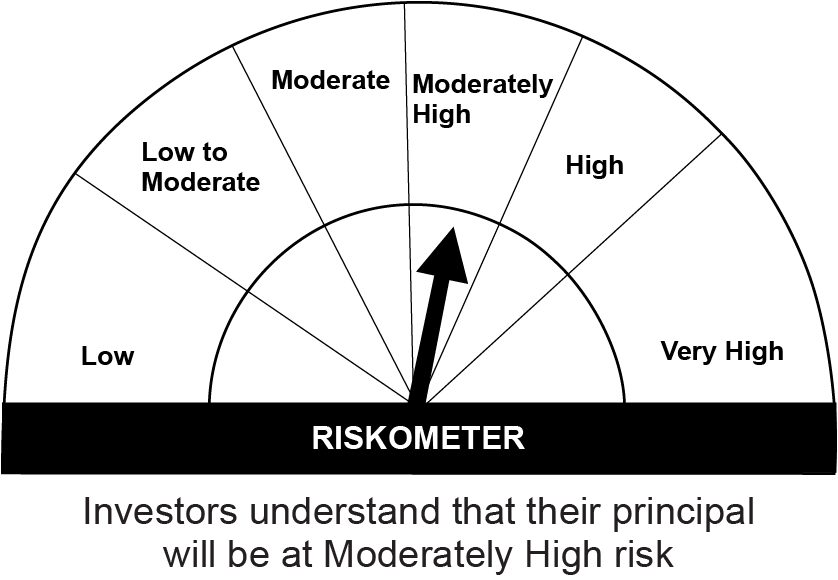 Moderate
Moderately
High
Low to
Moderate
High
Low
Very High
RISKOMETER
Investors understand that their principal
will be at Moderately High risk